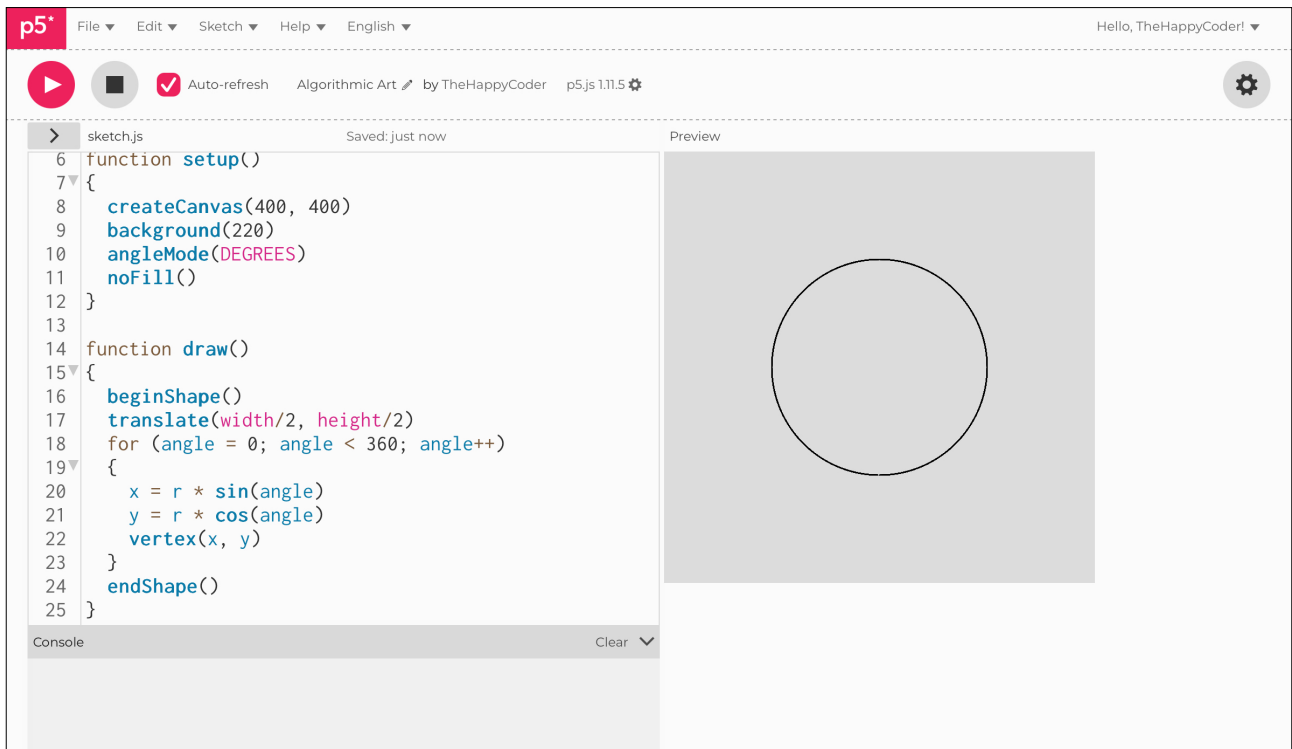 p5* File Edit Sketch Help English Hello, TheHappyCoder!
Auto-refresh Algorithmic Art by TheHappyCoder p5.js 1.11.5
sketch.js Saved: just now Preview
6 function setup()
7 {
8 createCanvas(400, 400)
9 background(220)
10 angleMode(DEGREES)
11 noFill()
12 }
13
14 function draw()
15 {
16 beginShape()
17 translate(width/2, height/2)
18 for (angle = 0; angle < 360; angle++)
19 {
20 x = r * sin(angle)
21 y = r * cos(angle)
22 vertex(x, y)
23 }
24 endShape()
25 }
Console Clear